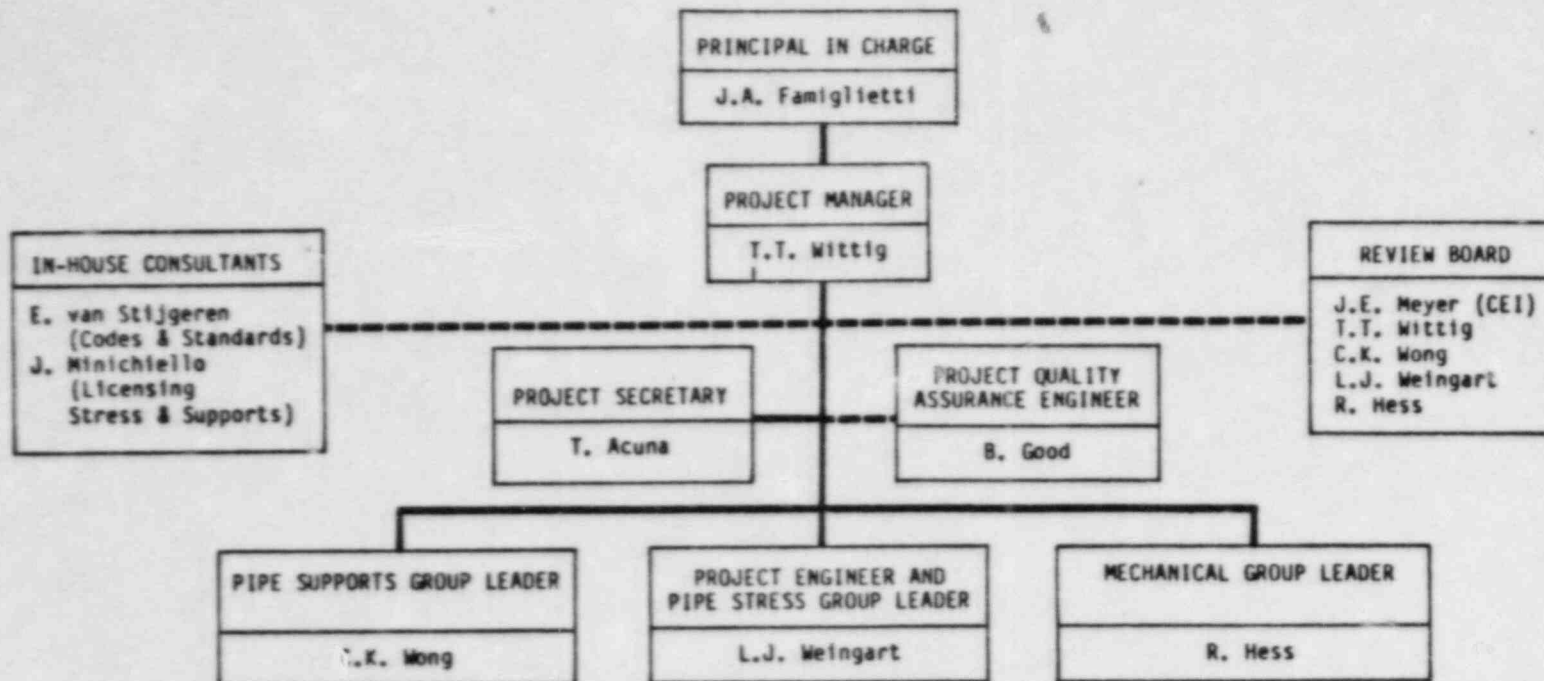 PRINCIPAL IN CHARGE
J.A. Famiglietti
PROJECT MANAGER
T.T. Wittig
IN-HOUSE CONSULTANTS
E. van Stijgeren
(Codes & Standards)
J. Minichiello
(Licensing
Stress & Supports)
REVIEW BOARD
J.E. Meyer (CEI)
T.T. Wittig
C.K. Wong
L.J. Weingart
R. Hess
PROJECT SECRETARY
T. Acuna
PROJECT QUALITY
ASSURANCE ENGINEER
B. Good
PIPE SUPPORTS GROUP LEADER
C.K. Wong
PROJECT ENGINEER AND
PIPE STRESS GROUP LEADER
L.J. Weingart
MECHANICAL GROUP LEADER
R. Hess